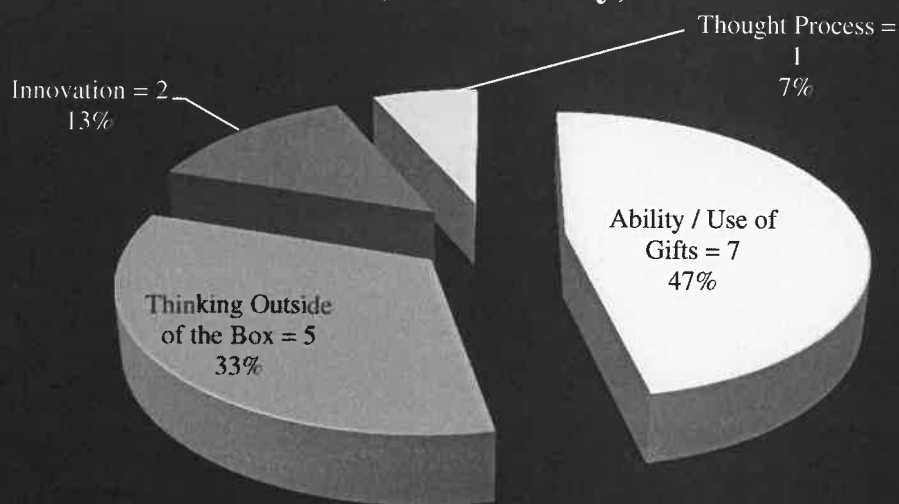 Thought Process =
1
7%
Innovation = 2
13%
Ability / Use of
Gifts = 7
47%
Thinking Outside
of the Box = 5
33%